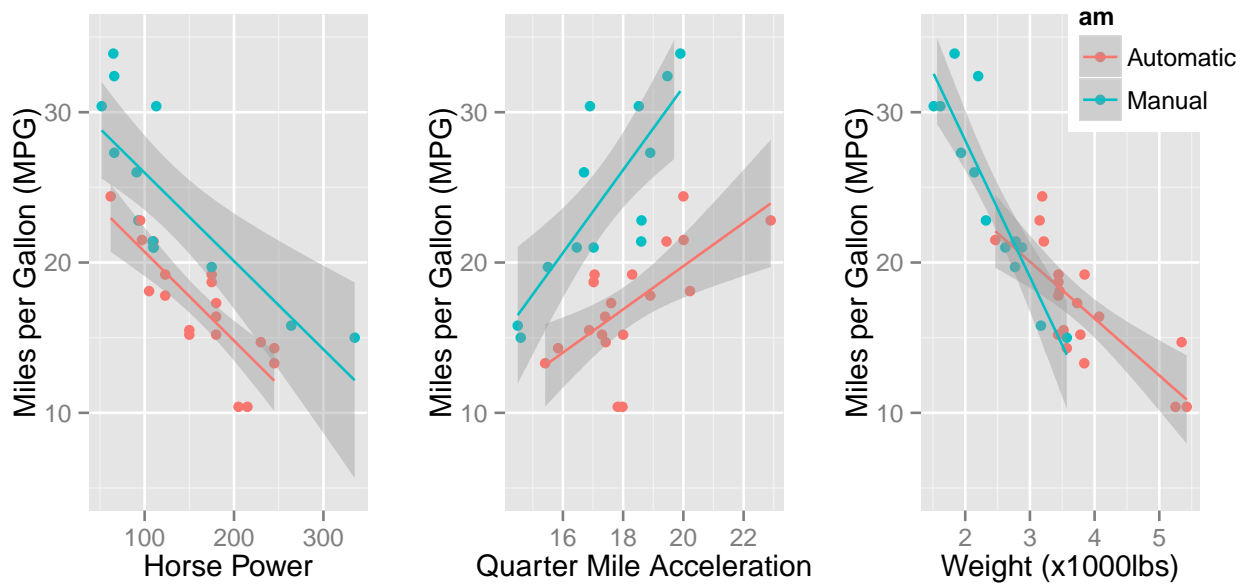 Miles per Gallon (MPG)
30
20
10
100
200
300
Horse Power
Miles per Gallon (MPG)
30
20
10
16
18
20
22
Quarter Mile Acceleration
Miles per Gallon (MPG)
30
20
10
2
3
4
5
Weight (x1000lbs)
am
Automatic
Manual